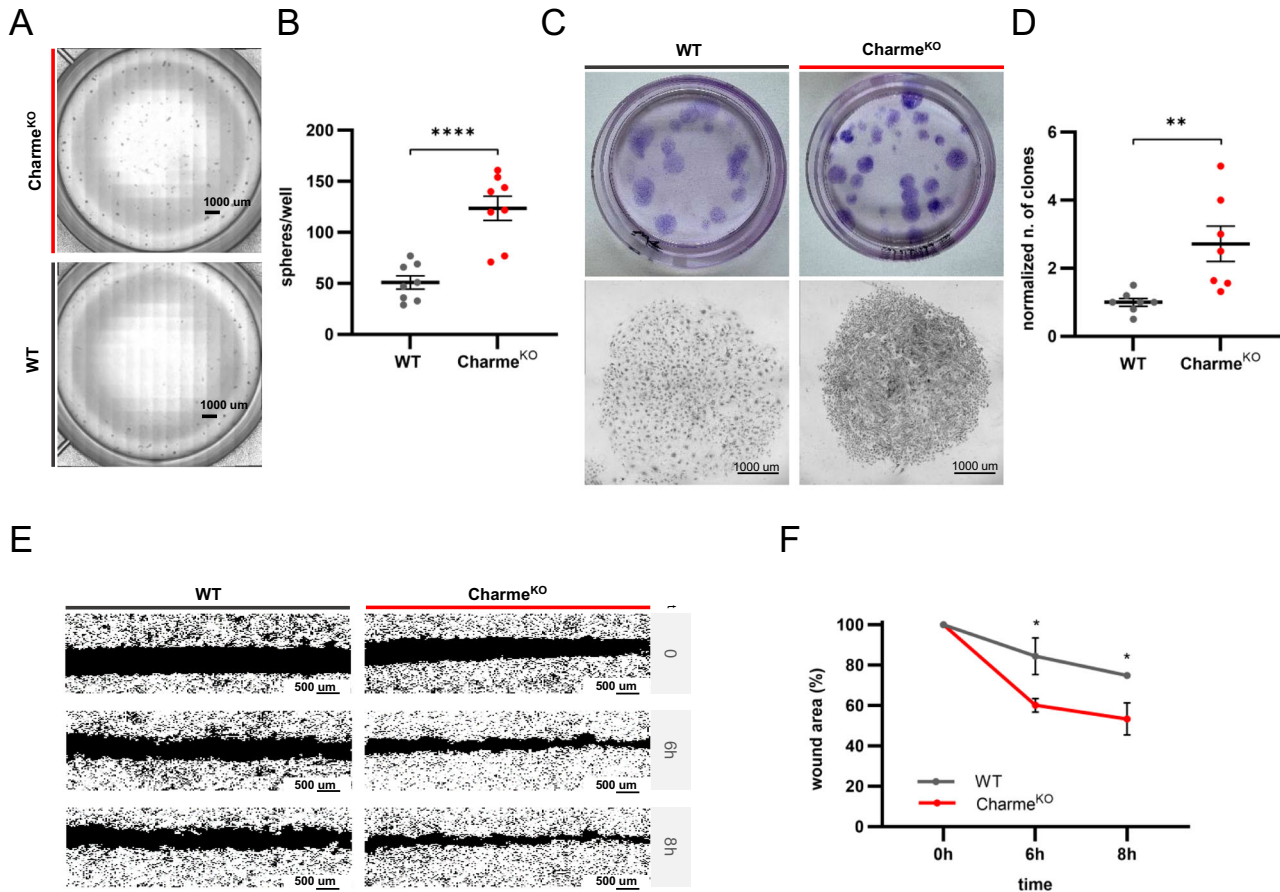 A
Charme^KO
1000 um
WT
1000 um
B
spheres/well
200
150
100
50
0
****
WT
Charme^KO
C
WT
Charme^KO
1000 um
1000 um
D
normalized n. of clones
6
4
2
0
**
WT
Charme^KO
E
WT
Charme^KO
t
500 um
500 um
0
500 um
500 um
6h
500 um
500 um
8h
F
wound area (%)
100
80
60
40
20
0
*
*
WT
Charme^KO
0h
6h
8h
time